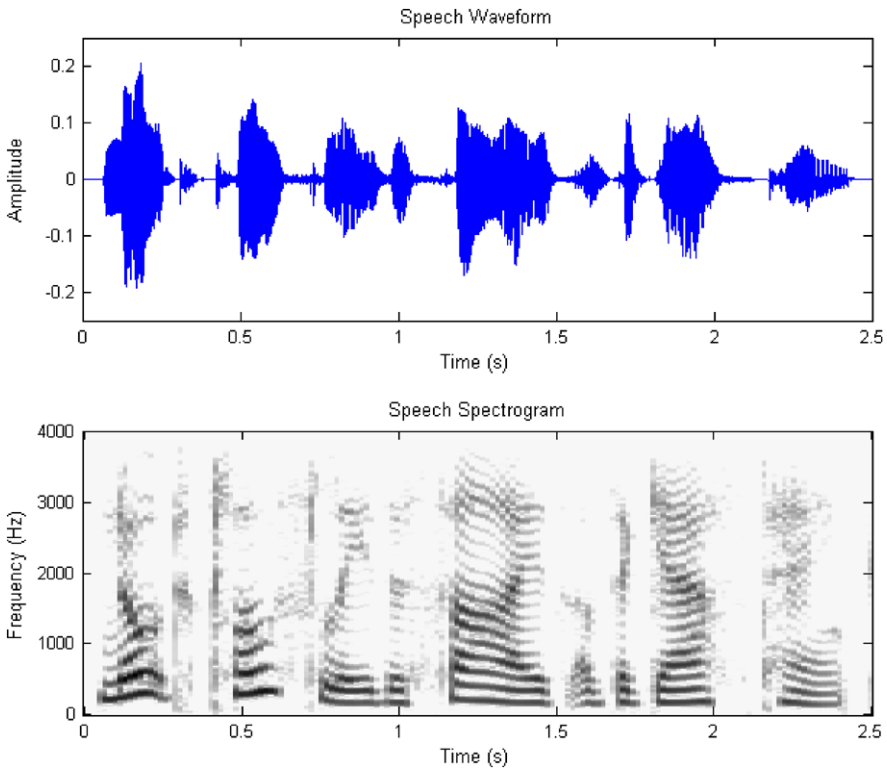 Speech Waveform
0.2
0.1
0
-0.1
-0.2
Amplitude
0 0.5 1 1.5 2 2.5
Time (s)
Speech Spectrogram
4000
3000
2000
1000
0
Frequency (Hz)
0 0.5 1 1.5 2 2.5
Time (s)